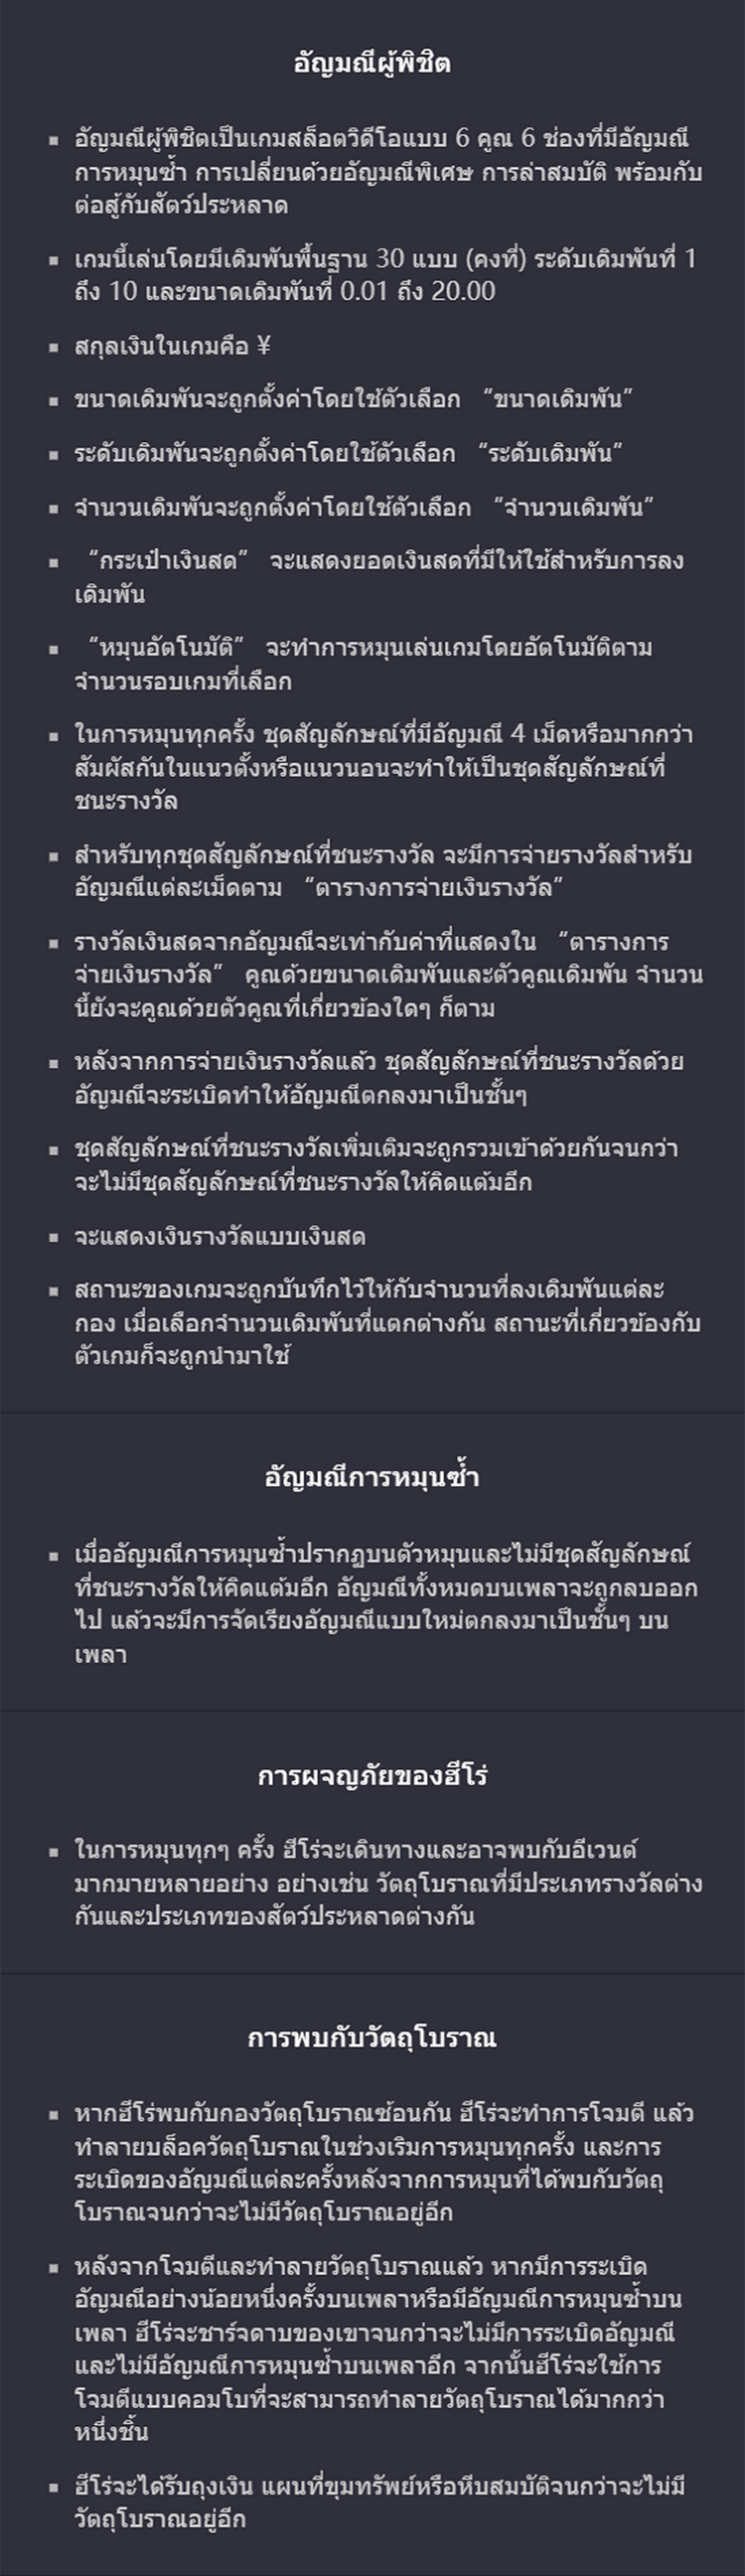 อัญมณีผู้พิชิต
▪ อัญมณีผู้พิชิตเป็นเกมสล็อตวิดีโอแบบ 6 คูณ 6 ช่องที่มีอัญมณี
การหมุนซ้ำ การเปลี่ยนด้วยอัญมณีพิเศษ การล่าสมบัติ พร้อมกับ
ต่อสู้กับสัตว์ประหลาด
▪ เกมนี้เล่นโดยมีเดิมพันพื้นฐาน 30 แบบ (คงที่) ระดับเดิมพันที่ 1
ถึง 10 และขนาดเดิมพันที่ 0.01 ถึง 20.00
▪ สกุลเงินในเกมคือ ¥
▪ ขนาดเดิมพันจะถูกตั้งค่าโดยใช้ตัวเลือก “ขนาดเดิมพัน”
▪ ระดับเดิมพันจะถูกตั้งค่าโดยใช้ตัวเลือก “ระดับเดิมพัน”
▪ จำนวนเดิมพันจะถูกตั้งค่าโดยใช้ตัวเลือก “จำนวนเดิมพัน”
▪ “กระเป๋าเงินสด” จะแสดงยอดเงินสดที่มีให้ใช้สำหรับการลง
เดิมพัน
▪ “หมุนอัตโนมัติ” จะทำการหมุนเล่นเกมโดยอัตโนมัติตาม
จำนวนรอบเกมที่เลือก
▪ ในการหมุนทุกครั้ง ชุดสัญลักษณ์ที่มีอัญมณี 4 เม็ดหรือมากกว่า
สัมผัสกันในแนวตั้งหรือแนวนอนจะทำให้เป็นชุดสัญลักษณ์ที่
ชนะรางวัล
▪ สำหรับทุกชุดสัญลักษณ์ที่ชนะรางวัล จะมีการจ่ายรางวัลสำหรับ
อัญมณีแต่ละเม็ดตาม “ตารางการจ่ายเงินรางวัล”
▪ รางวัลเงินสดจากอัญมณีจะเท่ากับค่าที่แสดงใน “ตารางการ
จ่ายเงินรางวัล” คูณด้วยขนาดเดิมพันและตัวคูณเดิมพัน จำนวน
นี้ยังจะคูณด้วยตัวคูณที่เกี่ยวข้องใดๆ ก็ตาม
▪ หลังจากการจ่ายเงินรางวัลแล้ว ชุดสัญลักษณ์ที่ชนะรางวัลด้วย
อัญมณีจะระเบิดทำให้อัญมณีตกลงมาเป็นชั้นๆ
▪ ชุดสัญลักษณ์ที่ชนะรางวัลเพิ่มเติมจะถูกรวมเข้าด้วยกันจนกว่า
จะไม่มีชุดสัญลักษณ์ที่ชนะรางวัลให้คิดแต้มอีก
▪ จะแสดงเงินรางวัลแบบเงินสด
▪ สถานะของเกมจะถูกบันทึกไว้ให้กับจำนวนที่ลงเดิมพันแต่ละ
กอง เมื่อเลือกจำนวนเดิมพันที่แตกต่างกัน สถานะที่เกี่ยวข้องกับ
ตัวเกมก็จะถูกนำมาใช้
อัญมณีการหมุนซ้ำ
▪ เมื่ออัญมณีการหมุนซ้ำปรากฏบนตัวหมุนและไม่มีชุดสัญลักษณ์
ที่ชนะรางวัลให้คิดแต้มอีก อัญมณีทั้งหมดบนเพลาจะถูกลบออก
ไป แล้วจะมีการจัดเรียงอัญมณีแบบใหม่ตกลงมาเป็นชั้นๆ บน
เพลา
การผจญภัยของฮีโร่
▪ ในการหมุนทุกๆ ครั้ง ฮีโร่จะเดินทางและอาจพบกับอีเวนต์
มากมายหลายอย่าง อย่างเช่น วัตถุโบราณที่มีประเภทรางวัลต่าง
กันและประเภทของสัตว์ประหลาดต่างกัน
การพบกับวัตถุโบราณ
▪ หากฮีโร่พบกับกองวัตถุโบราณซ้อนกัน ฮีโร่จะทำการโจมตี แล้ว
ทำลายบล็อควัตถุโบราณในช่วงเริมการหมุนทุกครั้ง และการ
ระเบิดของอัญมณีแต่ละครั้งหลังจากการหมุนที่ได้พบกับวัตถุ
โบราณจนกว่าจะไม่มีวัตถุโบราณอยู่อีก
▪ หลังจากโจมตีและทำลายวัตถุโบราณแล้ว หากมีการระเบิด
อัญมณีอย่างน้อยหนึ่งครั้งบนเพลาหรือมีอัญมณีการหมุนซ้ำบน
เพลา ฮีโร่จะชาร์จดาบของเขาจนกว่าจะไม่มีการระเบิดอัญมณี
และไม่มีอัญมณีการหมุนซ้ำบนเพลาอีก จากนั้นฮีโร่จะใช้การ
โจมตีแบบคอมโบที่จะสามารถทำลายวัตถุโบราณได้มากกว่า
หนึ่งชิ้น
▪ ฮีโร่จะได้รับถุงเงิน แผนที่ขุมทรัพย์หรือหีบสมบัติจนกว่าจะไม่มี
วัตถุโบราณอยู่อีก